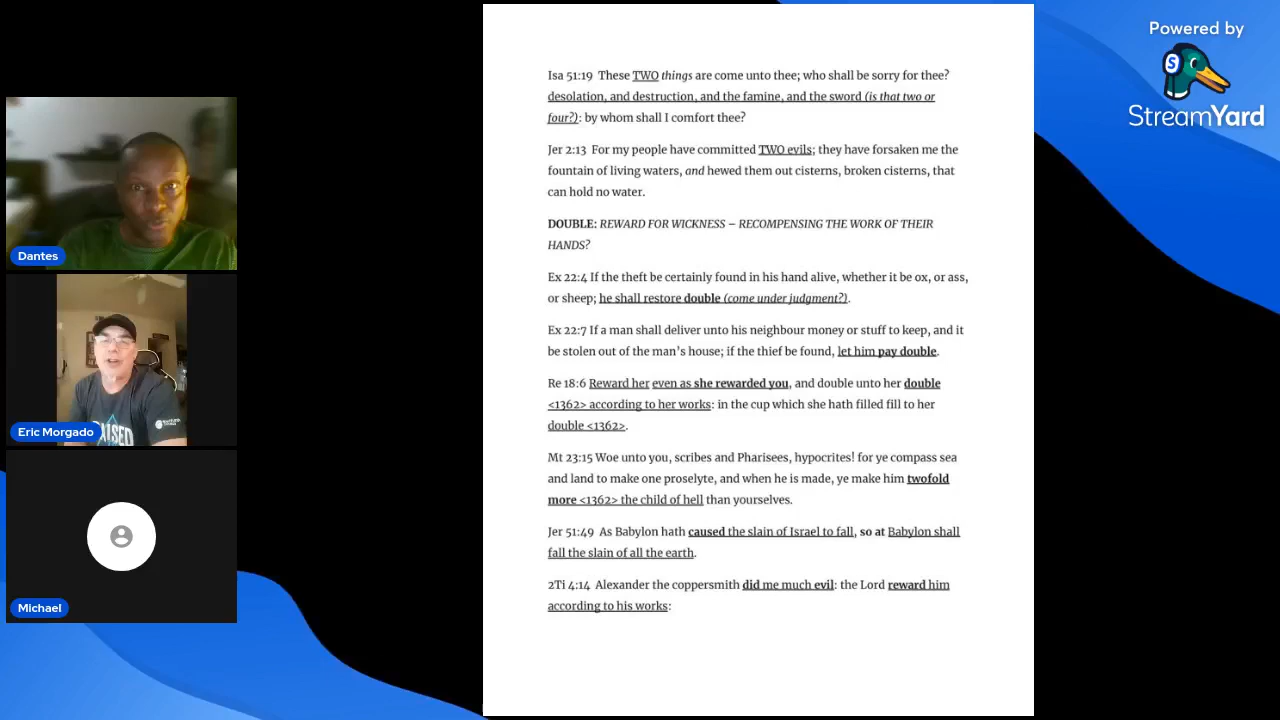 Powered by
StreamYard
Dantes
Eric Morgado
Michael
Isa 51:19 These TWO things are come unto thee; who shall be sorry for thee?
desolation, and destruction, and the famine, and the sword (is that two or
four?): by whom shall I comfort thee?
Jer 2:13 For my people have committed TWO evils; they have forsaken me the
fountain of living waters, and hewed them out cisterns, broken cisterns, that
can hold no water.
DOUBLE: REWARD FOR WICKNESS – RECOMPENSING THE WORK OF THEIR
HANDS?
Ex 22:4 If the theft be certainly found in his hand alive, whether it be ox, or ass,
or sheep; he shall restore double (come under judgment?).
Ex 22:7 If a man shall deliver unto his neighbour money or stuff to keep, and it
be stolen out of the man's house; if the thief be found, let him pay double.
Re 18:6 Reward her even as she rewarded you, and double unto her double
<1362> according to her works: in the cup which she hath filled fill to her
double <1362>.
Mt 23:15 Woe unto you, scribes and Pharisees, hypocrites! for ye compass sea
and land to make one proselyte, and when he is made, ye make him twofold
more <1362> the child of hell than yourselves.
Jer 51:49 As Babylon hath caused the slain of Israel to fall, so at Babylon shall
fall the slain of all the earth.
2Ti 4:14 Alexander the coppersmith did me much evil: the Lord reward him
according to his works: